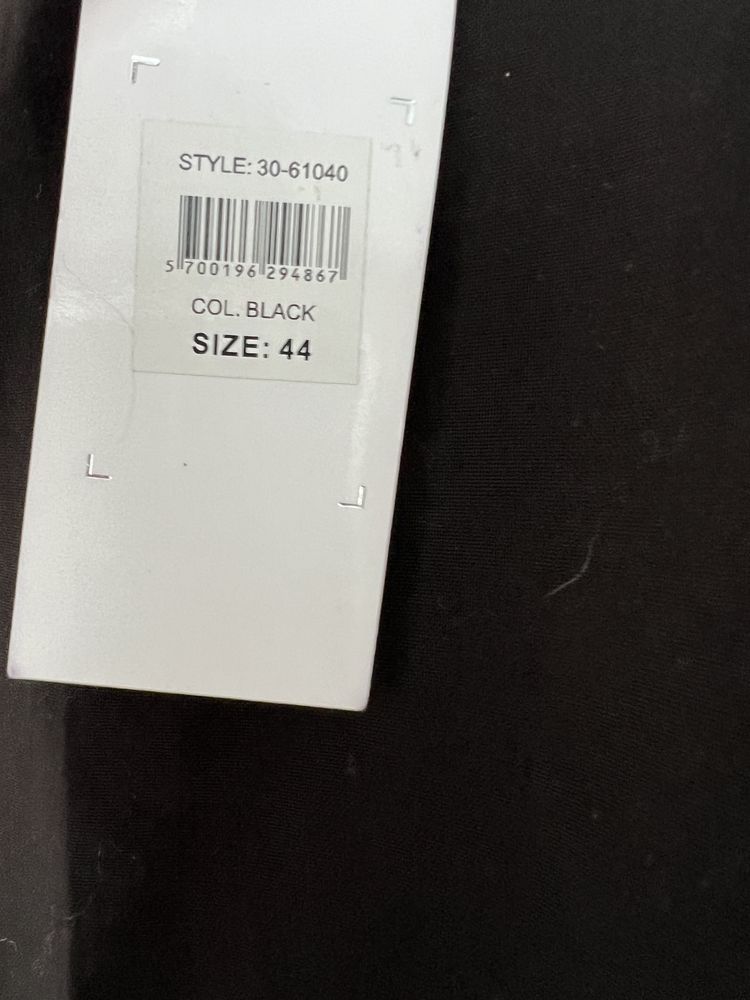 STYLE: 30-61040
5 700196 294867
COL. BLACK
SIZE: 44